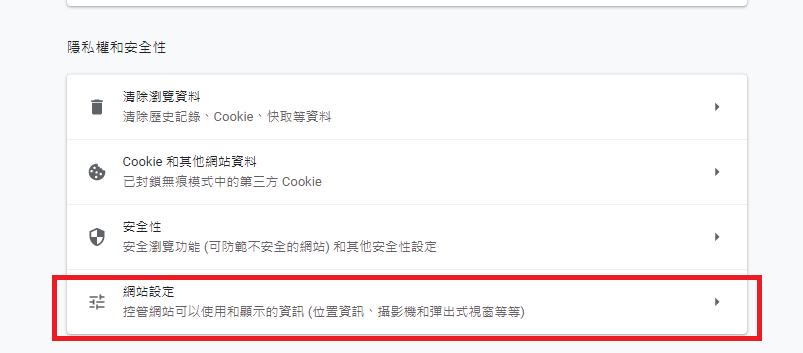 隱私權和安全性
清除瀏覽資料
清除歷史記錄、Cookie、快取等資料
Cookie 和其他網站資料
已封鎖無痕模式中的第三方 Cookie
安全性
安全瀏覽功能 (可防範不安全的網站) 和其他安全性設定
網站設定
控管網站可以使用和顯示的資訊 (位置資訊、攝影機和彈出式視窗等等)